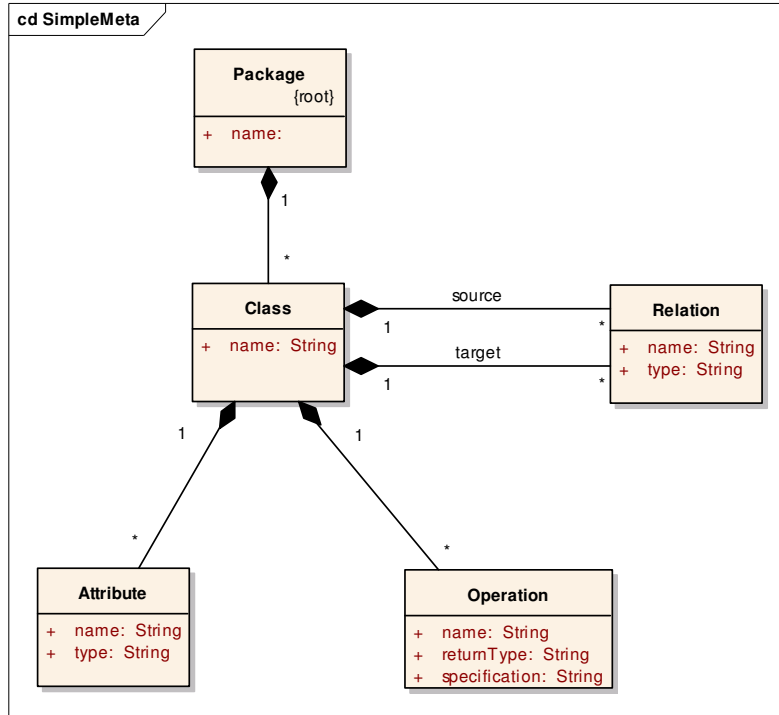 cd SimpleMeta
Package
{root}
+ name:
1
*
Class
+ name: String
source
1
*
target
1
*
Relation
+ name: String
+ type: String
1
*
1
*
Attribute
+ name: String
+ type: String
Operation
+ name: String
+ returnType: String
+ specification: String